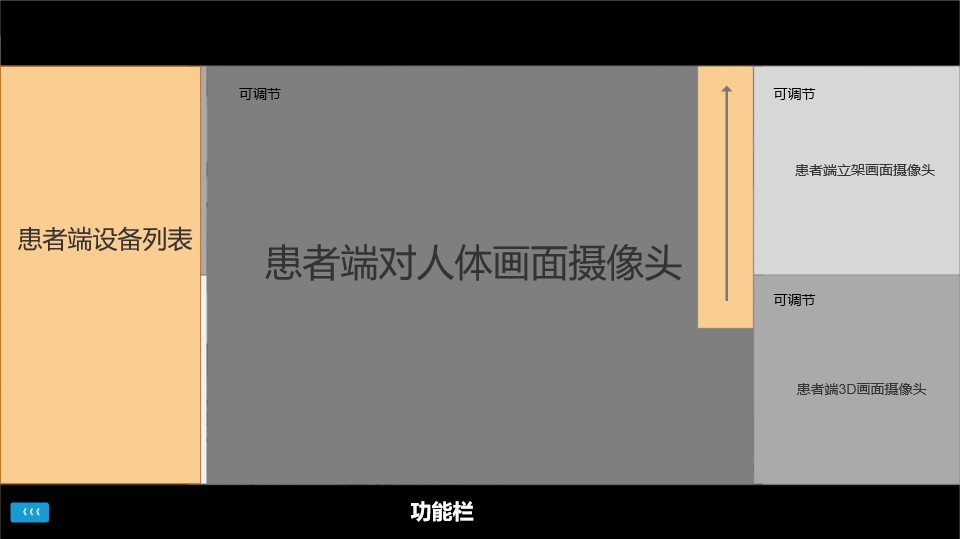 可调节
可调节
患者端立架画面摄像头
患者端设备列表
患者端对人体画面摄像头
可调节
患者端3D画面摄像头
功能栏